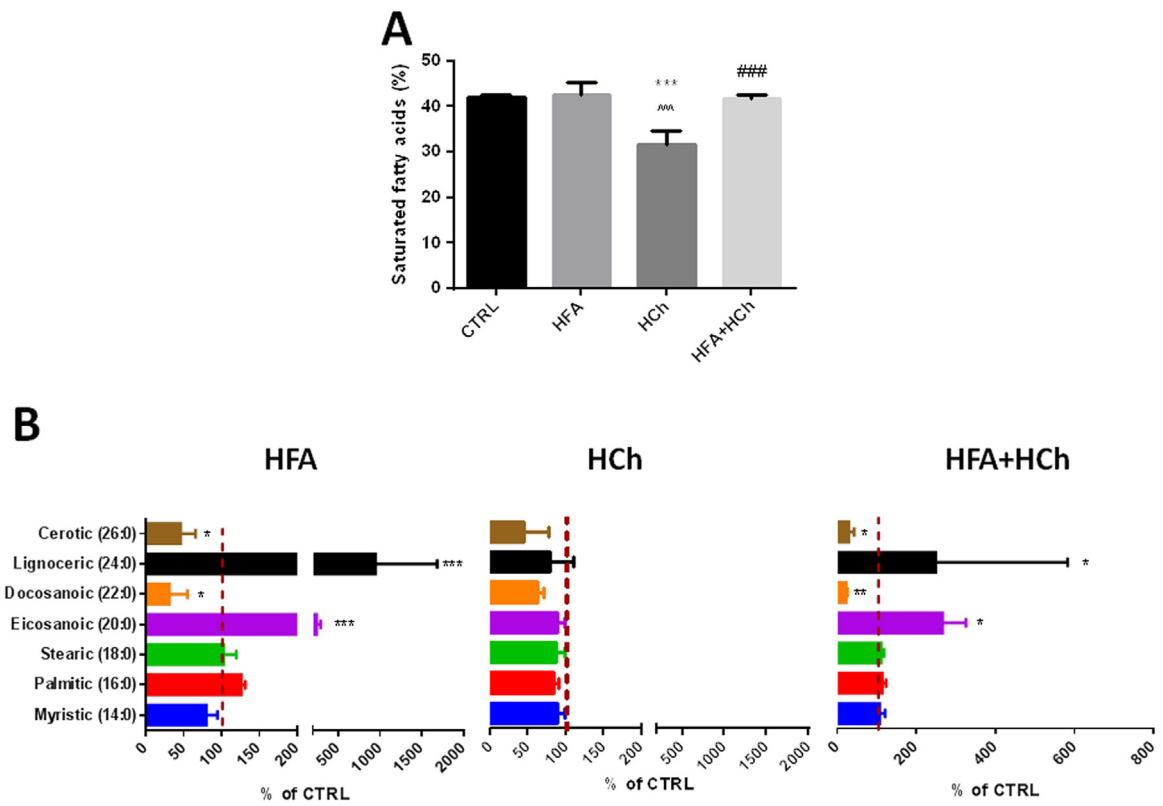 A
Saturated fatty acids (%)
50
40
30
20
10
0
***
^^^
###
CTRL
HFA
HCh
HFA+HCh
B
HFA
HCh
HFA+HCh
Cerotic (26:0)
Lignoceric (24:0)
Docosanoic (22:0)
Eicosanoic (20:0)
Stearic (18:0)
Palmitic (16:0)
Myristic (14:0)
*
***
*
***
*
*
**
*
0 50 100 150 200 500 1000 1500 2000
0 50 100 150 200 500 1000 1500 2000
0 200 400 600 800
% of CTRL
% of CTRL
% of CTRL